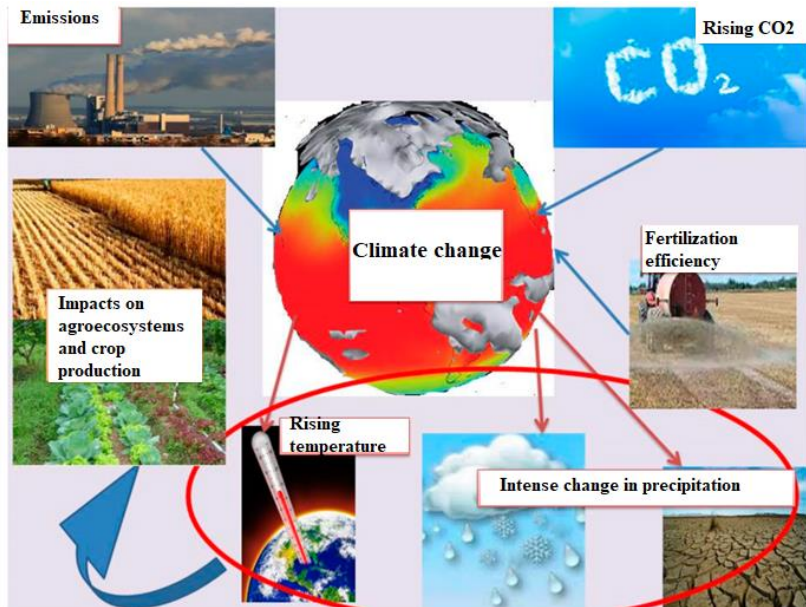 Emissions
Rising CO2
CO2
Climate change
Fertilization
efficiency
Impacts on
agroecosystems
and crop
production
Rising
temperature
Intense change in precipitation